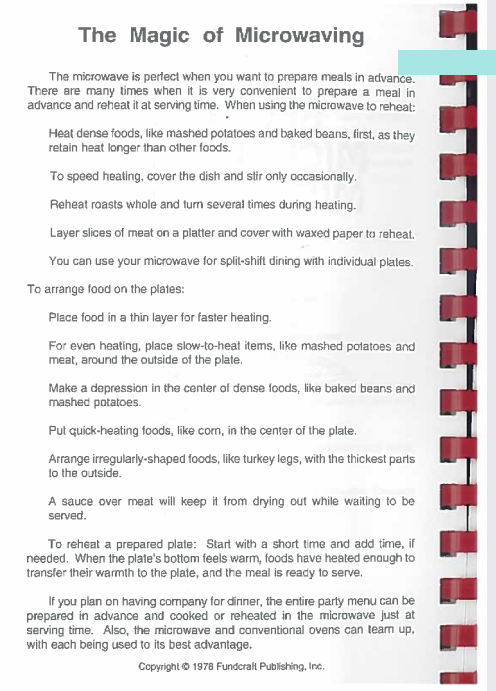 The Magic of Microwaving
The microwave is perfect when you want to prepare meals in advance.
There are many times when it is very convenient to prepare a meal in
advance and reheat it at serving time. When using the microwave to reheat:
Heat dense foods, like mashed potatoes and baked beans, first, as they
retain heat longer than other foods.
To speed heating, cover the dish and stir only occasionally.
Reheat roasts whole and turn several times during heating.
Layer slices of meat on a platter and cover with waxed paper to reheat.
You can use your microwave for split-shift dining with individual plates.
To arrange food on the plates:
Place food in a thin layer for faster heating.
For even heating, place slow-to-heat items, like mashed potatoes and
meat, around the outside of the plate.
Make a depression in the center of dense foods, like baked beans and
mashed potatoes.
Put quick-heating foods, like corn, in the center of the plate.
Arrange irregularly-shaped foods, like turkey legs, with the thickest parts
to the outside.
A sauce over meat will keep it from drying out while waiting to be
served.
To reheat a prepared plate: Start with a short time and add time, if
needed. When the plate's bottom feels warm, foods have heated enough to
transfer their warmth to the plate, and the meal is ready to serve.
If you plan on having company for dinner, the entire party menu can be
prepared in advance and cooked or reheated in the microwave just at
serving time. Also, the microwave and conventional ovens can team up,
with each being used to its best advantage.
Copyright © 1978 Fundcraft Publishing, Inc.